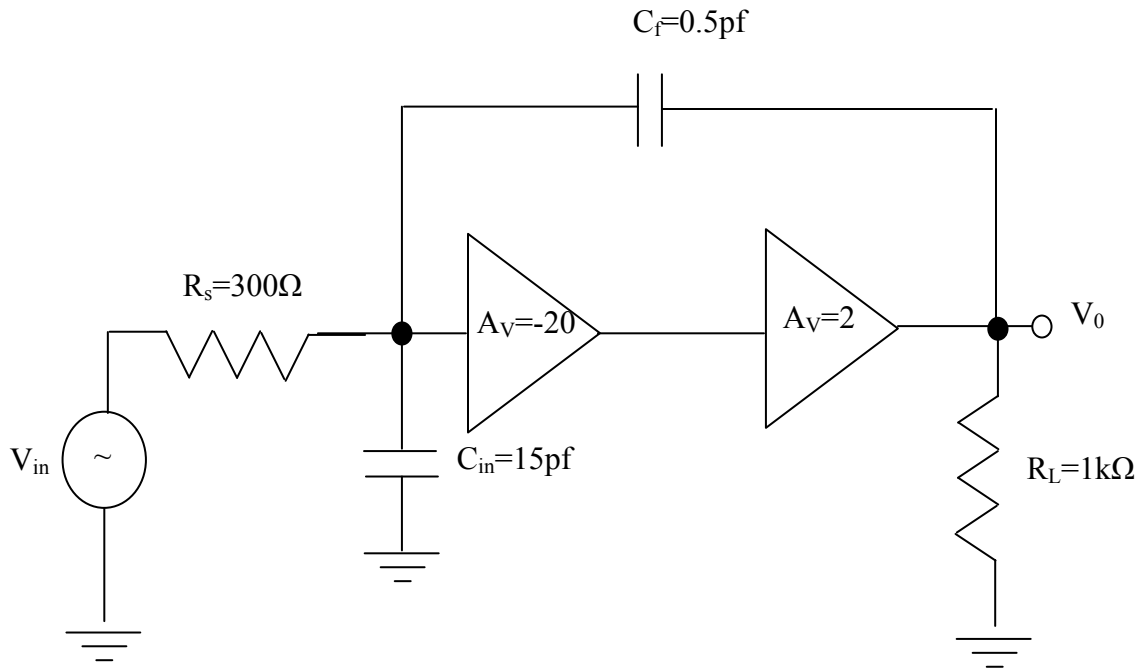 C_f=0.5pf
R_s=300Ω
A_V=-20
A_V=2
V_0
V_in
~
C_in=15pf
R_L=1kΩ